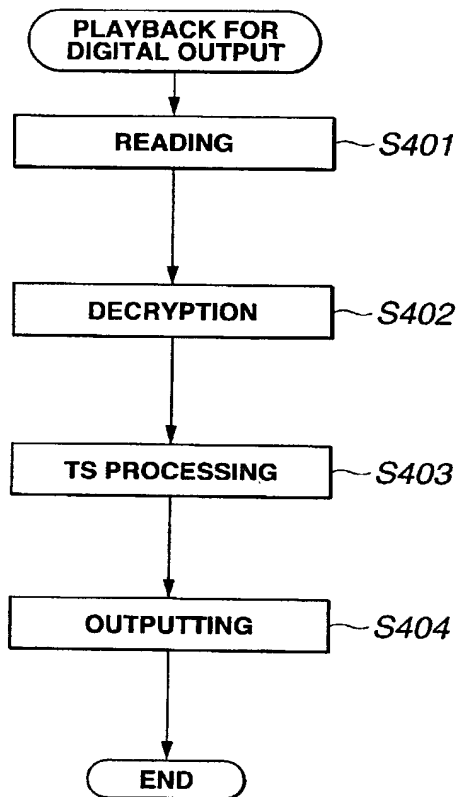 PLAYBACK FOR
DIGITAL OUTPUT
READING S401
DECRYPTION S402
TS PROCESSING S403
OUTPUTTING S404
END